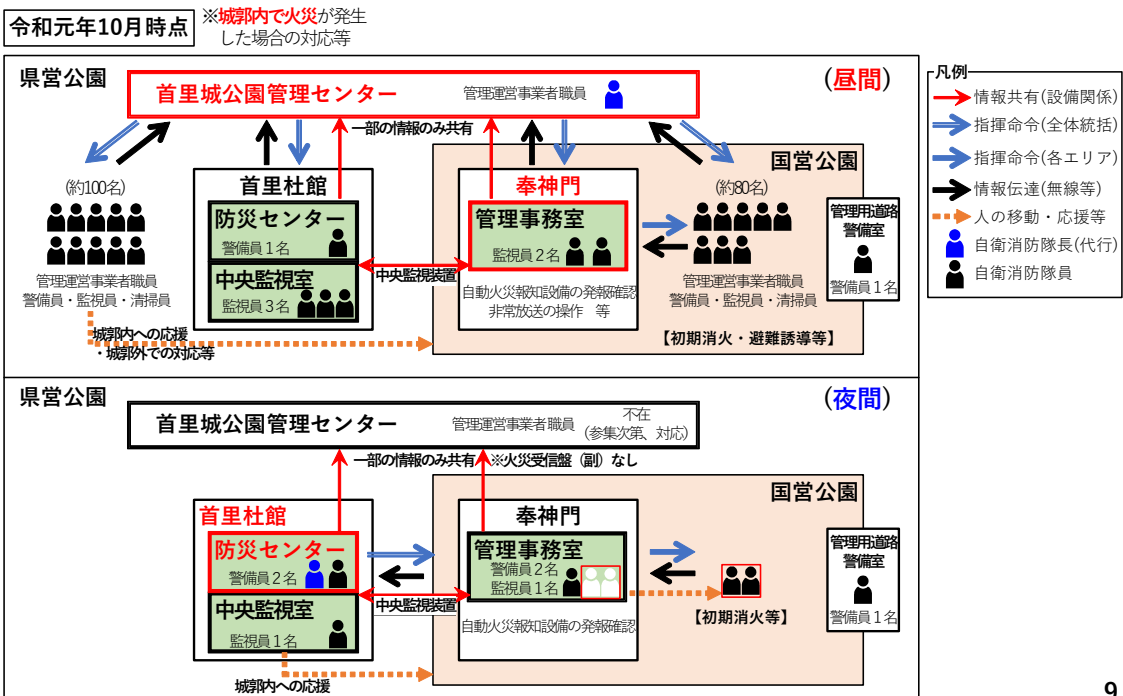 令和元年10月時点
※城郭内で火災が発生
した場合の対応等
県営公園
(昼間)
首里城公園管理センター
管理運営事業者職員
一部の情報のみ共有
国営公園
(約100名)
管理運営事業者職員
警備員・監視員・清掃員
首里杜館
防災センター
警備員1名
中央監視室
監視員3名
中央監視装置
奉神門
管理事務室
監視員2名
自動火災報知設備の発報確認
非常放送の操作 等
(約80名)
管理運営事業者職員
警備員・監視員・清掃員
管理用道路
警備室
警備員1名
城郭内への応援
・城郭外での対応等
【初期消火・避難誘導等】
凡例
情報共有(設備関係)
指揮命令(全体統括)
指揮命令(各エリア)
情報伝達(無線等)
人の移動・応援等
自衛消防隊長(代行)
自衛消防隊員
県営公園
(夜間)
首里城公園管理センター
管理運営事業者職員
不在
(参集次第、対応)
一部の情報のみ共有 ※火災受信盤(副)なし
国営公園
首里杜館
防災センター
警備員2名
中央監視室
監視員1名
中央監視装置
奉神門
管理事務室
警備員2名
監視員1名
自動火災報知設備の発報確認
【初期消火等】
管理用道路
警備室
警備員1名
城郭内への応援
9